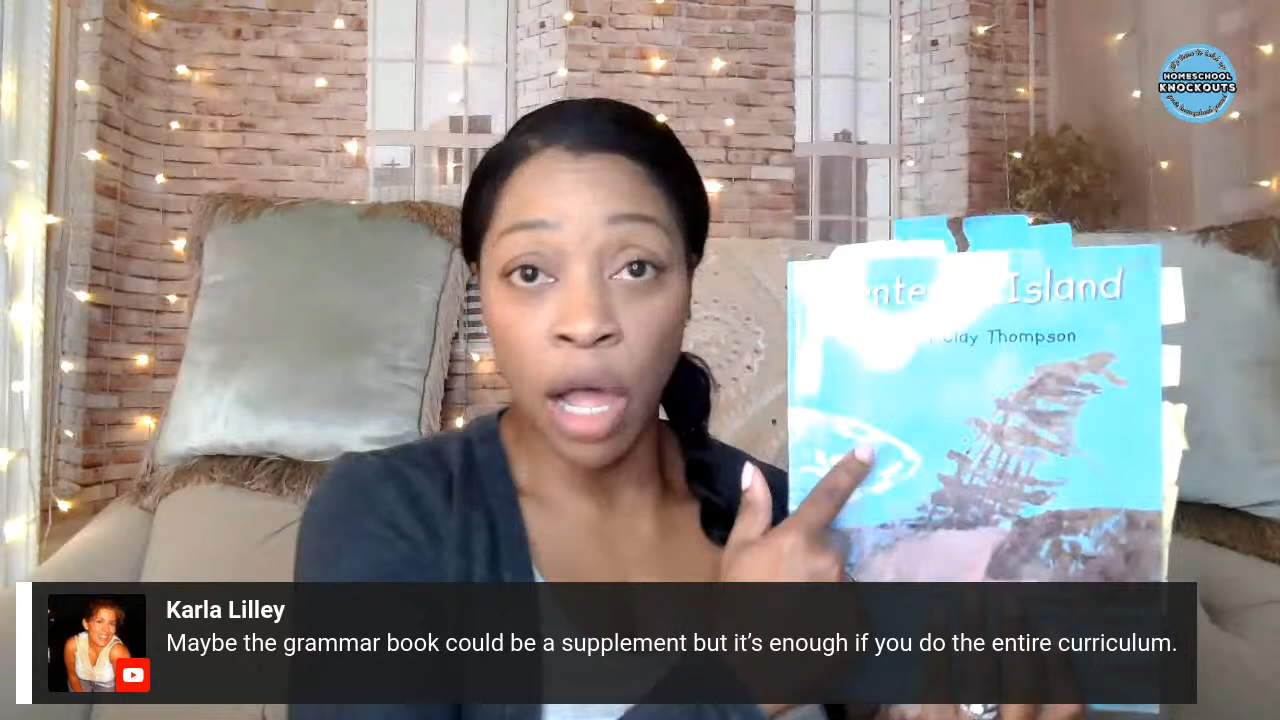 HOMESCHOOL
KNOCKOUTS
Island
Thompson
Karla Lilley
Maybe the grammar book could be a supplement but it's enough if you do the entire curriculum.